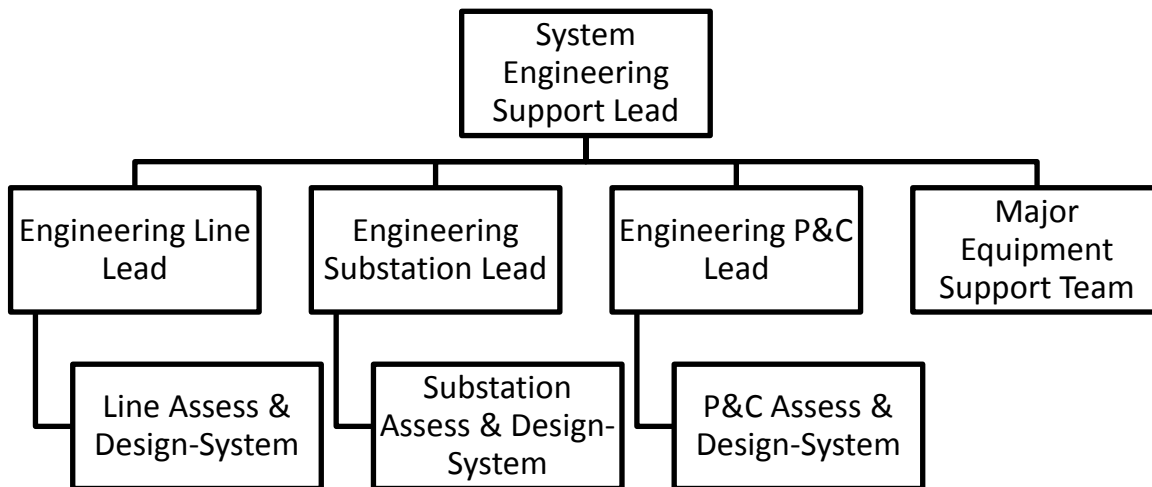 System
Engineering
Support Lead
Engineering Line
Lead
Engineering
Substation Lead
Engineering P&C
Lead
Major
Equipment
Support Team
Line Assess &
Design-System
Substation
Assess & Design-
System
P&C Assess &
Design-System